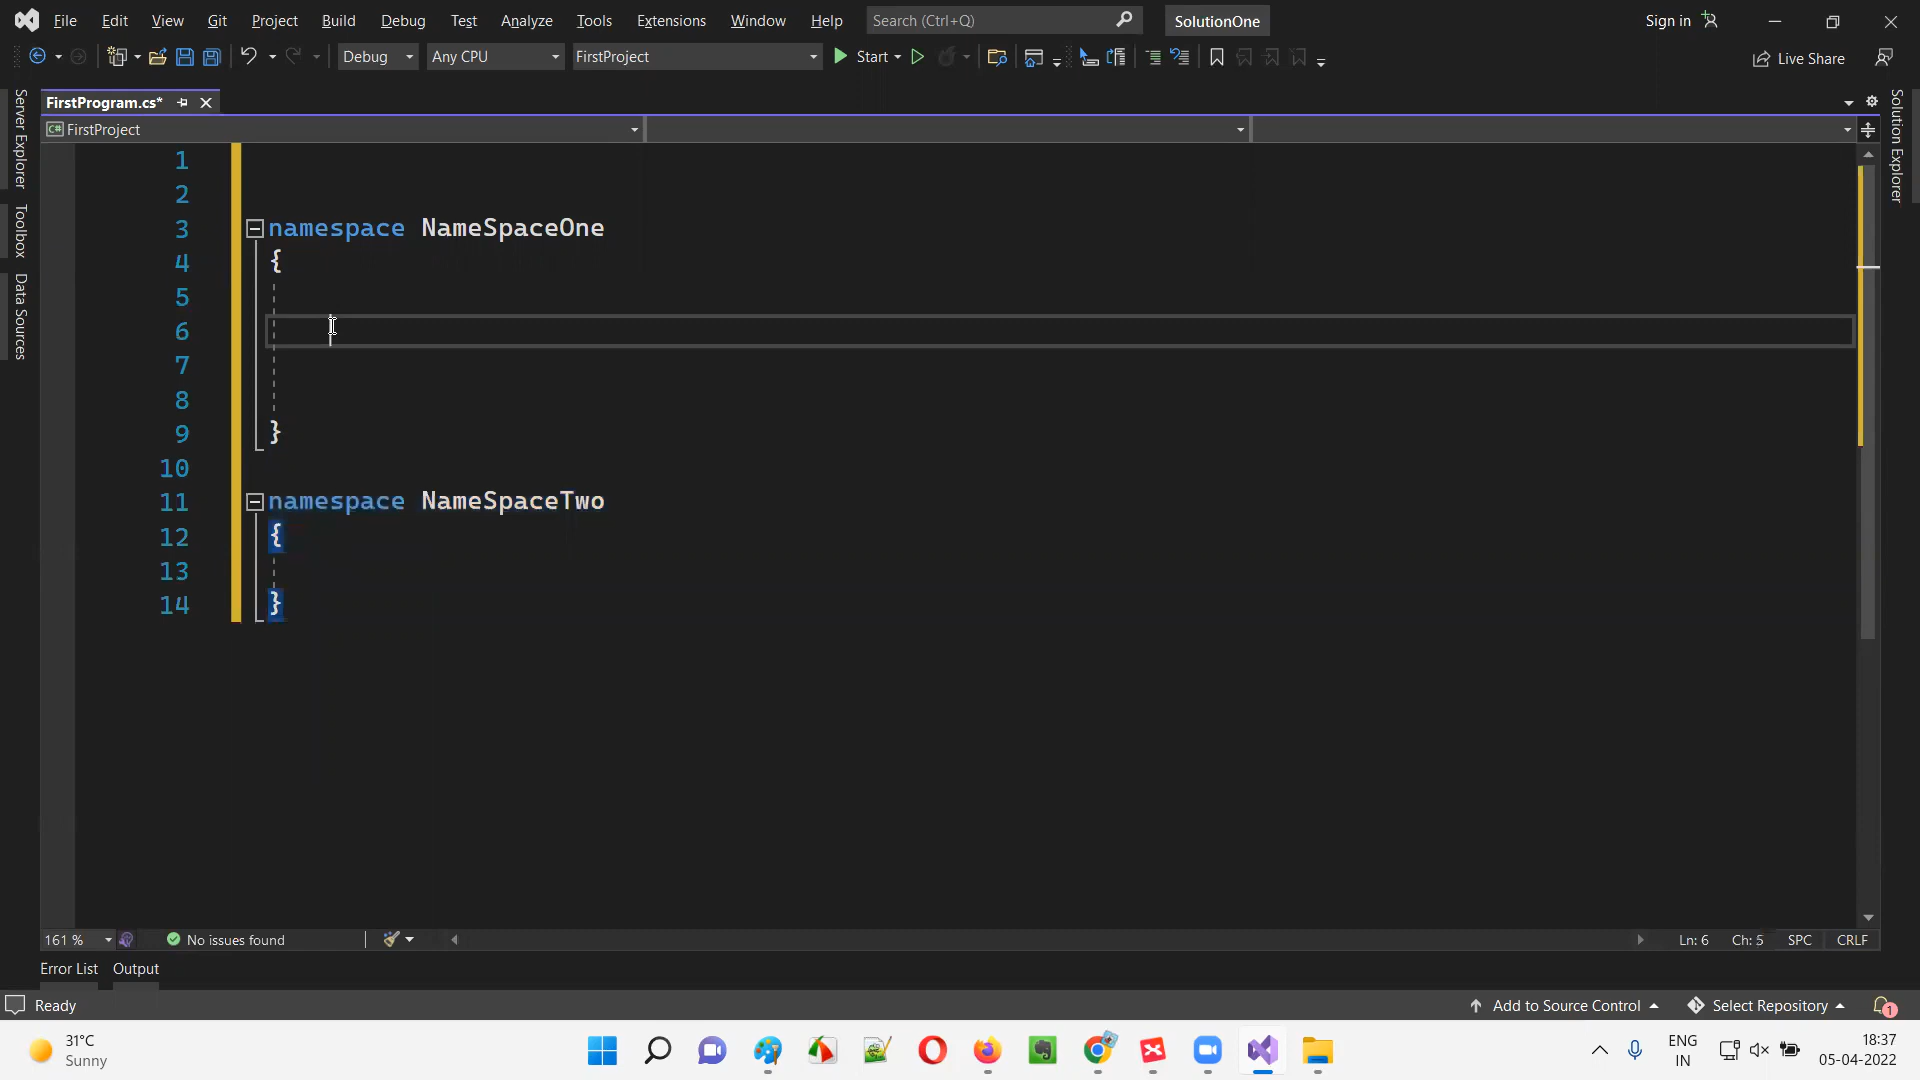 File Edit View Git Project Build Debug Test Analyze Tools Extensions Window Help Search (Ctrl+Q) SolutionOne Sign in
Debug Any CPU FirstProject Start Live Share
FirstProgram.cs*
FirstProject
Server Explorer
Toolbox
Data Sources
Solution Explorer
1
2
3 namespace NameSpaceOne
4 {
5
6
7
8
9 }
10
11 namespace NameSpaceTwo
12 {
13
14 }
161 % No issues found Ln: 6 Ch: 5 SPC CRLF
Error List Output
Ready Add to Source Control Select Repository 1
31°C
Sunny
ENG
IN
18:37
05-04-2022